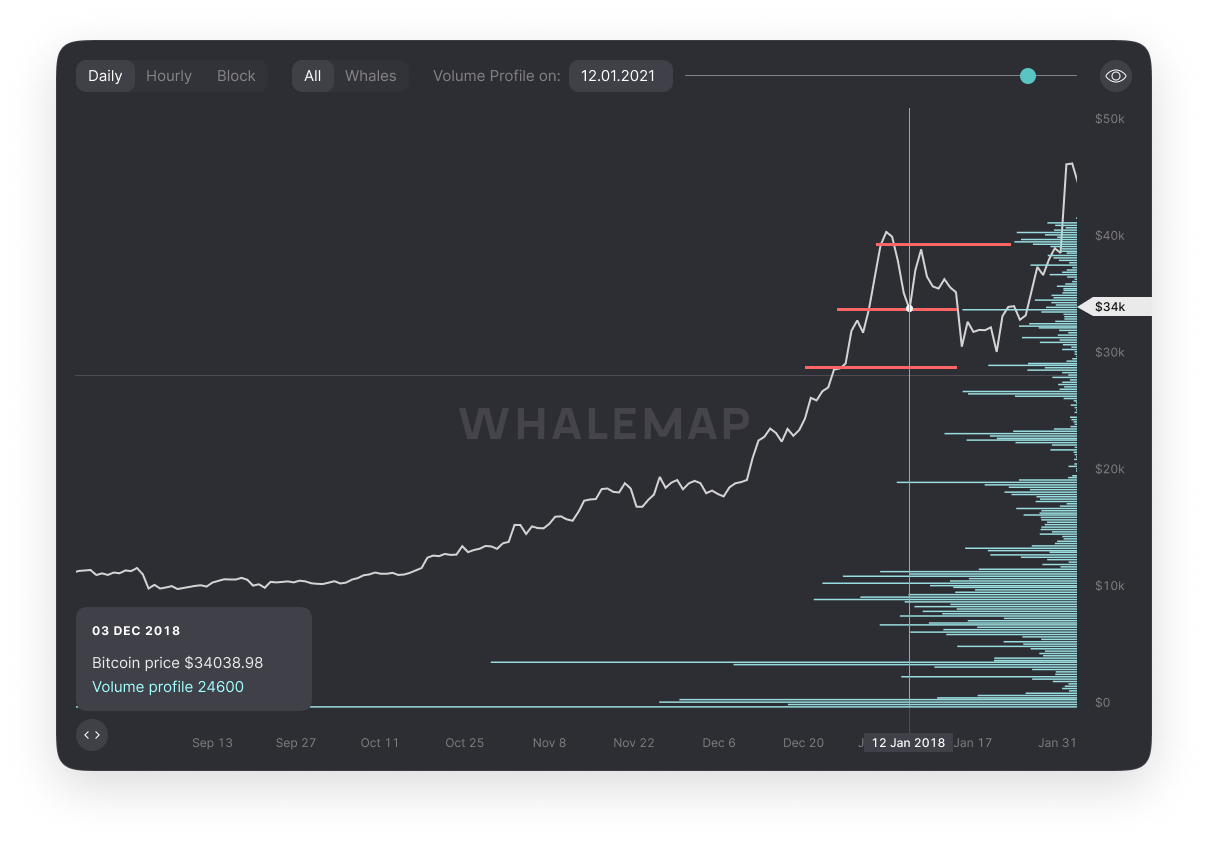 Daily Hourly Block All Whales Volume Profile on: 12.01.2021
$50k
$40k
$34k
$30k
WHALEMAP
$20k
$10k
03 DEC 2018
Bitcoin price $34038.98
Volume profile 24600
$0
Sep 13 Sep 27 Oct 11 Oct 25 Nov 8 Nov 22 Dec 6 Dec 20 J 12 Jan 2018 Jan 17 Jan 31